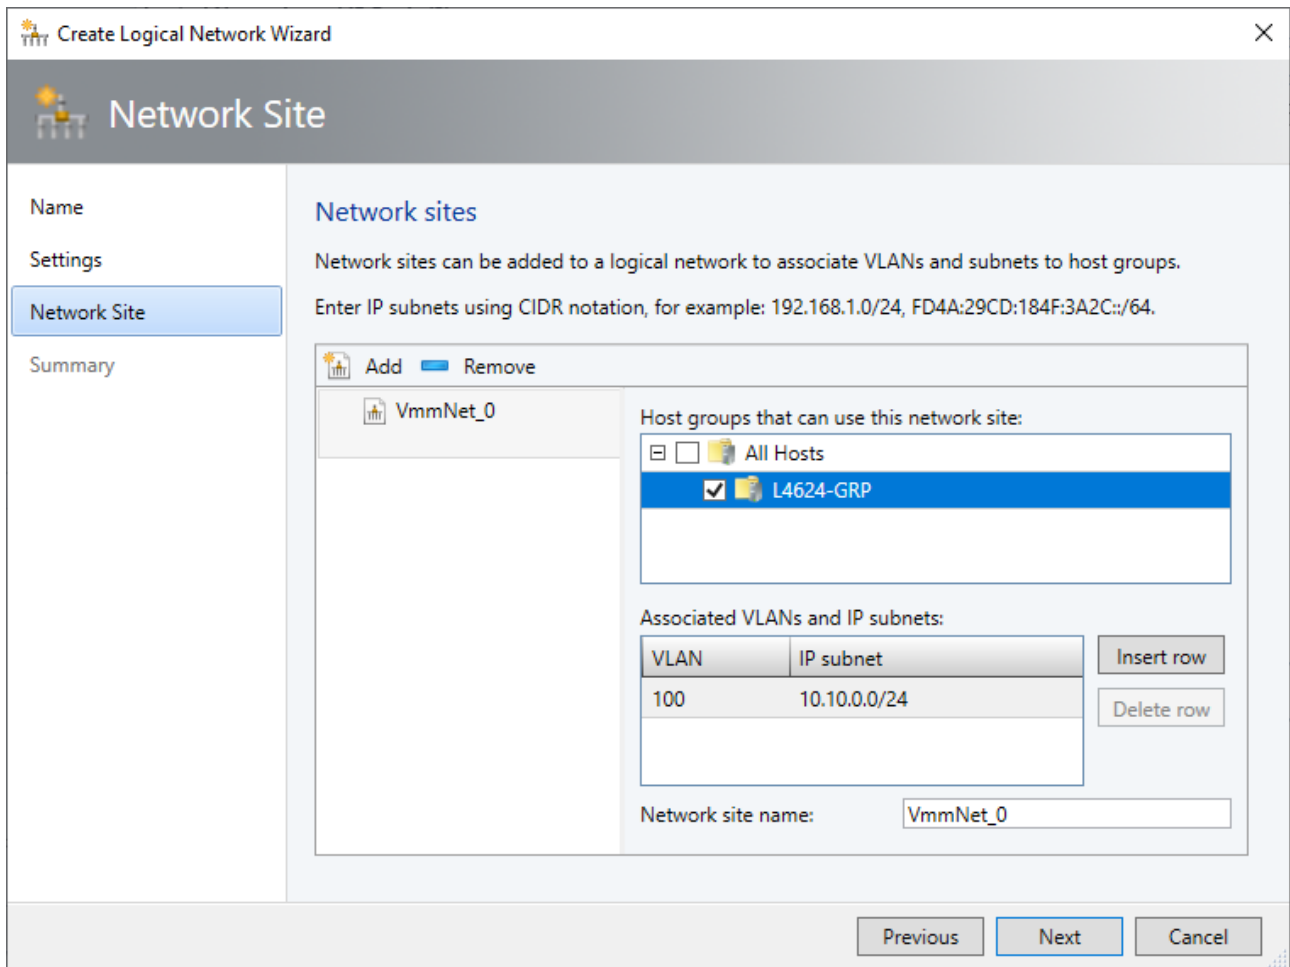 Create Logical Network Wizard
Network Site
Name
Settings
Network Site
Summary
Network sites
Network sites can be added to a logical network to associate VLANs and subnets to host groups.
Enter IP subnets using CIDR notation, for example: 192.168.1.0/24, FD4A:29CD:184F:3A2C::/64.
Add Remove
VmmNet_0
Host groups that can use this network site:
All Hosts
L4624-GRP
Associated VLANs and IP subnets:
VLAN IP subnet
100 10.10.0.0/24
Insert row
Delete row
Network site name: VmmNet_0
Previous Next Cancel